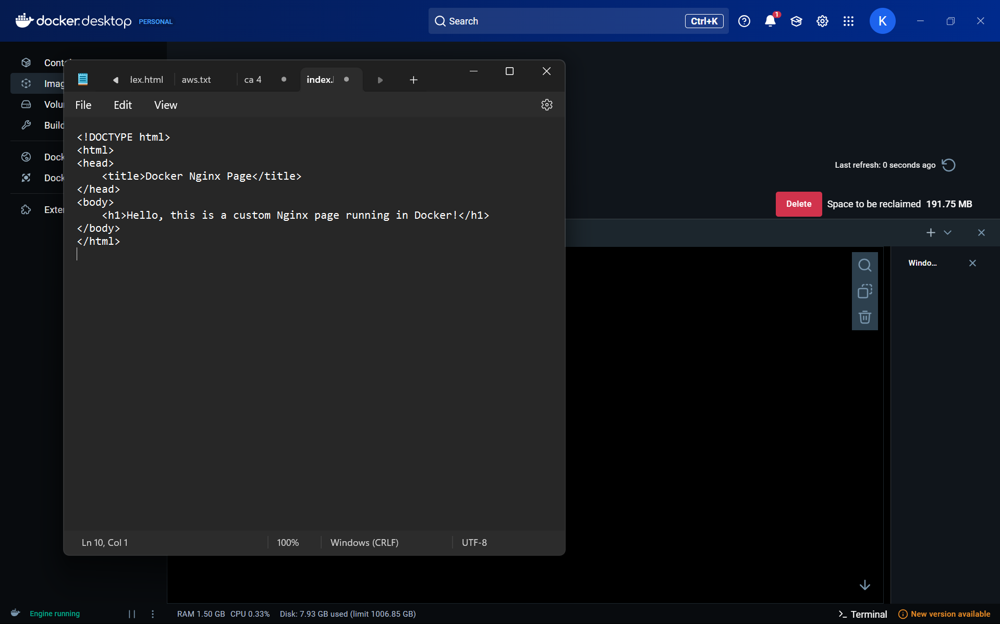 docker.desktop PERSONAL
Search
Ctrl+K
1
K
Imag
Build
Dock
Dock
lex.html
aws.txt
ca 4
index.
File
Edit
View
<!DOCTYPE html>
<html>
<head>
<title>Docker Nginx Page</title>
</head>
<body>
<h1>Hello, this is a custom Nginx page running in Docker!</h1>
</body>
</html>
Ln 10, Col 1
100%
Windows (CRLF)
UTF-8
Last refresh: 0 seconds ago
Delete
Space to be reclaimed 191.75 MB
Windo...
Engine running
RAM 1.50 GB CPU 0.33% Disk: 7.93 GB used (limit 1006.85 GB)
>_ Terminal
New version available